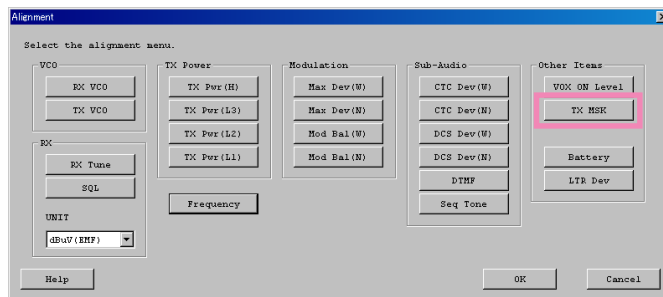 Alignment
Select the alignment menu.
VCO
RX VCO
TX VCO
RX
RX Tune
SQL
UNIT
dBuV(EMF)
TX Power
TX Pwr(H)
TX Pwr(L3)
TX Pwr(L2)
TX Pwr(L1)
Frequency
Modulation
Max Dev(W)
Max Dev(N)
Mod Bal(W)
Mod Bal(N)
Sub-Audio
CTC Dev(W)
CTC Dev(N)
DCS Dev(W)
DCS Dev(N)
DTMF
Seq Tone
Other Items
VOX ON Level
TX MSK
Battery
LTR Dev
Help
OK
Cancel